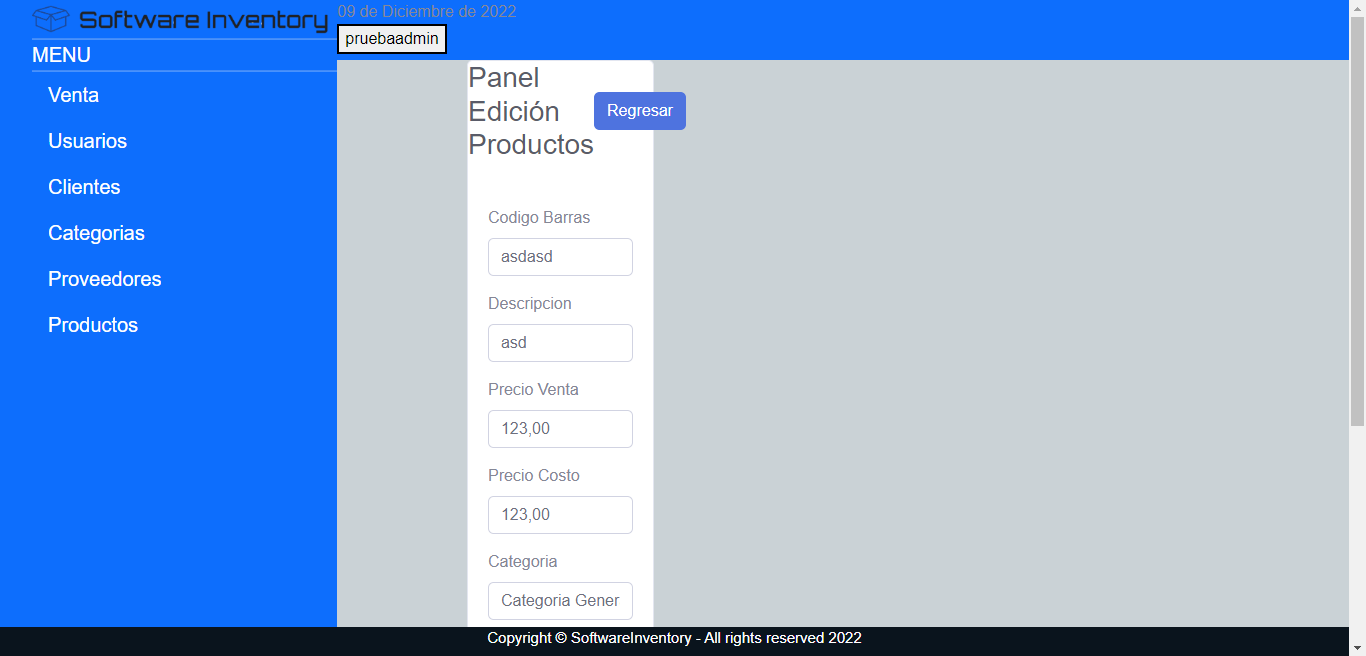 Software Inventory
09 de Diciembre de 2022
pruebaadmin
MENU
Venta
Usuarios
Clientes
Categorias
Proveedores
Productos
Panel
Edición
Productos
Regresar
Codigo Barras
asdasd
Descripcion
asd
Precio Venta
123,00
Precio Costo
123,00
Categoria
Categoria Gener
Copyright © SoftwareInventory - All rights reserved 2022